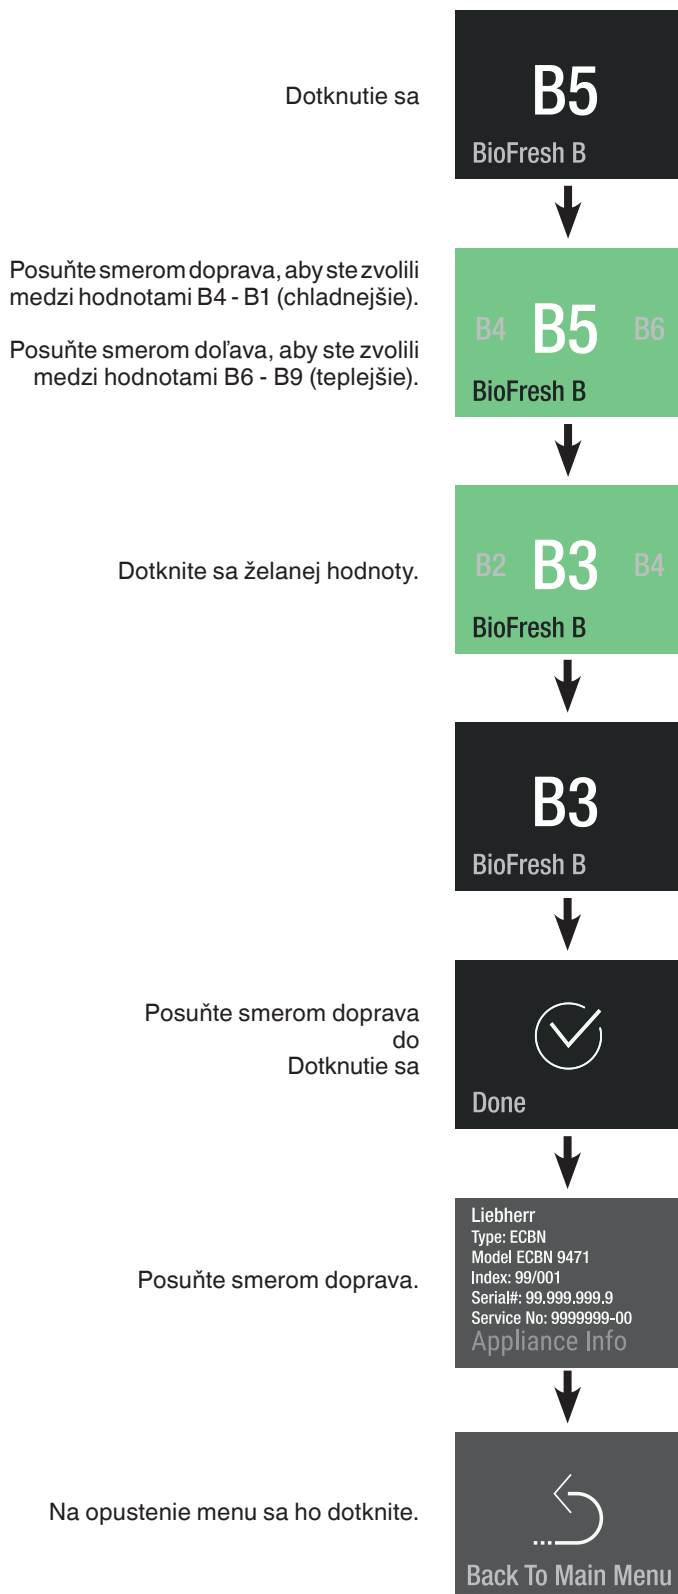 Dotknutie sa
B5
BioFresh B
Posuňte smerom doprava, aby ste zvolili
medzi hodnotami B4 - B1 (chladnejšie).
Posuňte smerom doľava, aby ste zvolili
medzi hodnotami B6 - B9 (teplejšie).
B4 B5 B6
BioFresh B
Dotknite sa želanej hodnoty.
B2 B3 B4
BioFresh B
B3
BioFresh B
Posuňte smerom doprava
do
Dotknutie sa
Done
Posuňte smerom doprava.
Liebherr
Type: ECBN
Model ECBN 9471
Index: 99/001
Serial#: 99.999.999.9
Service No: 9999999-00
Appliance Info
Na opustenie menu sa ho dotknite.
Back To Main Menu